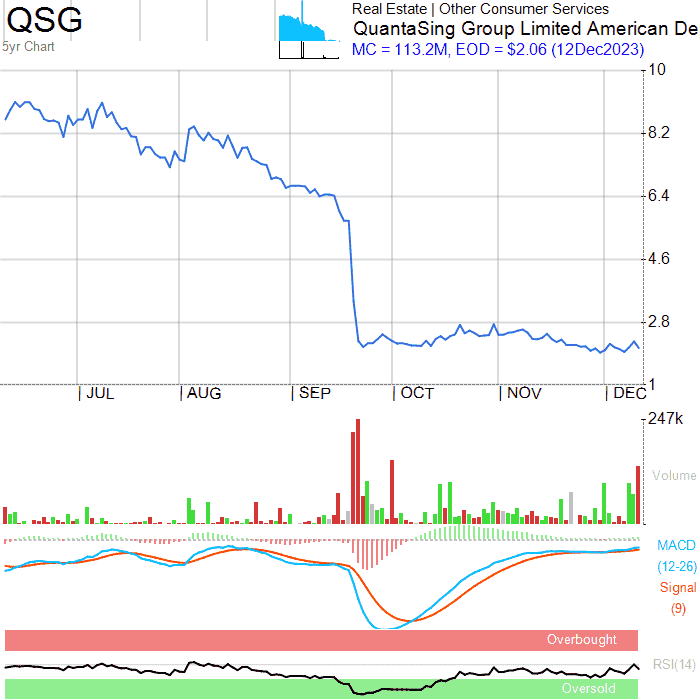 QSG
5yr Chart
Real Estate | Other Consumer Services
QuantaSing Group Limited American De
MC = 113.2M, EOD = $2.06 (12Dec2023)
10
8.2
6.4
4.6
2.8
1
| JUL | AUG | SEP | OCT | NOV | DEC
247k
Volume
MACD
(12-26)
Signal
(9)
Overbought
RSI(14)
Oversold